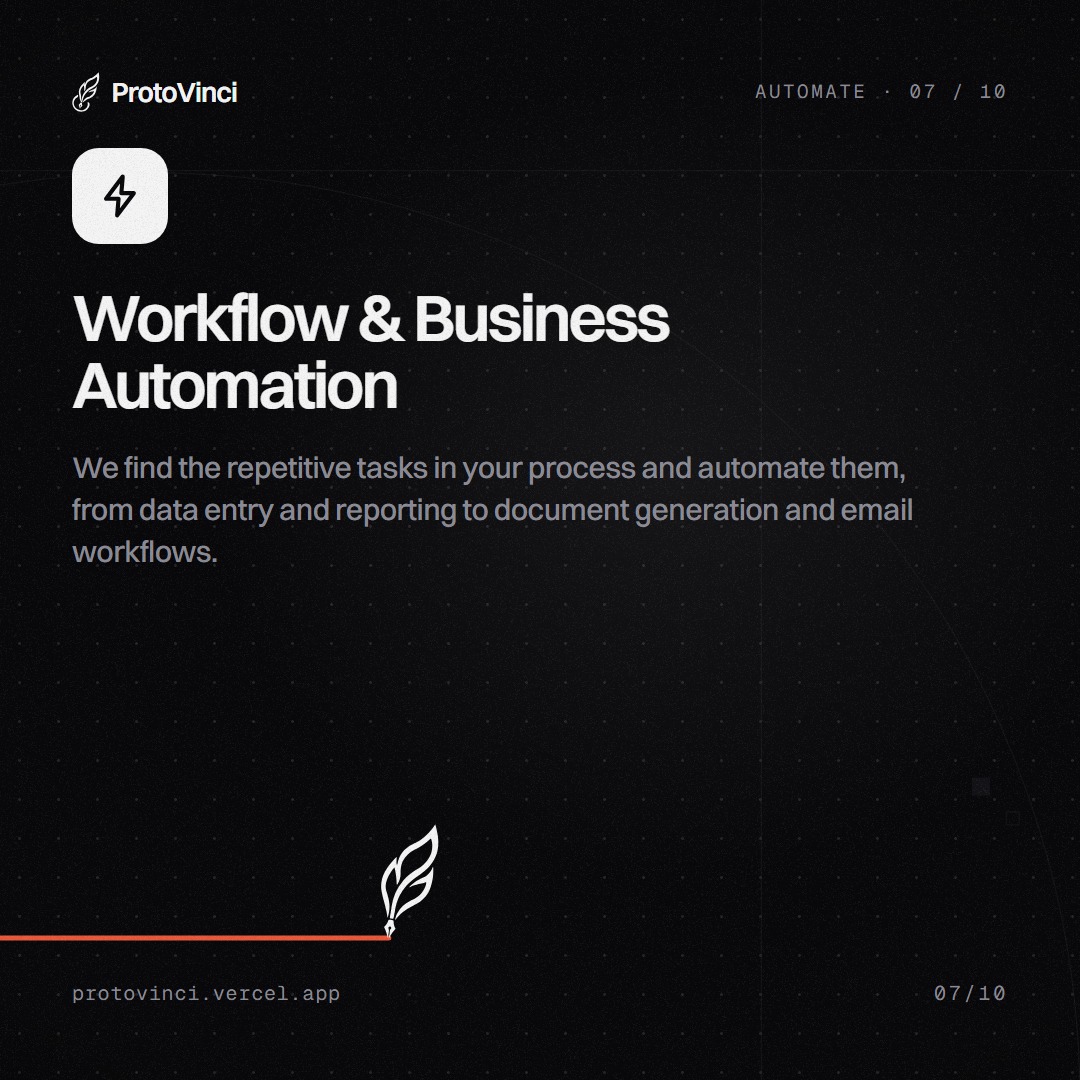 ProtoVinci
AUTOMATE · 07 / 10
Workflow & Business
Automation
We find the repetitive tasks in your process and automate them,
from data entry and reporting to document generation and email
workflows.
protovinci.vercel.app
07/10